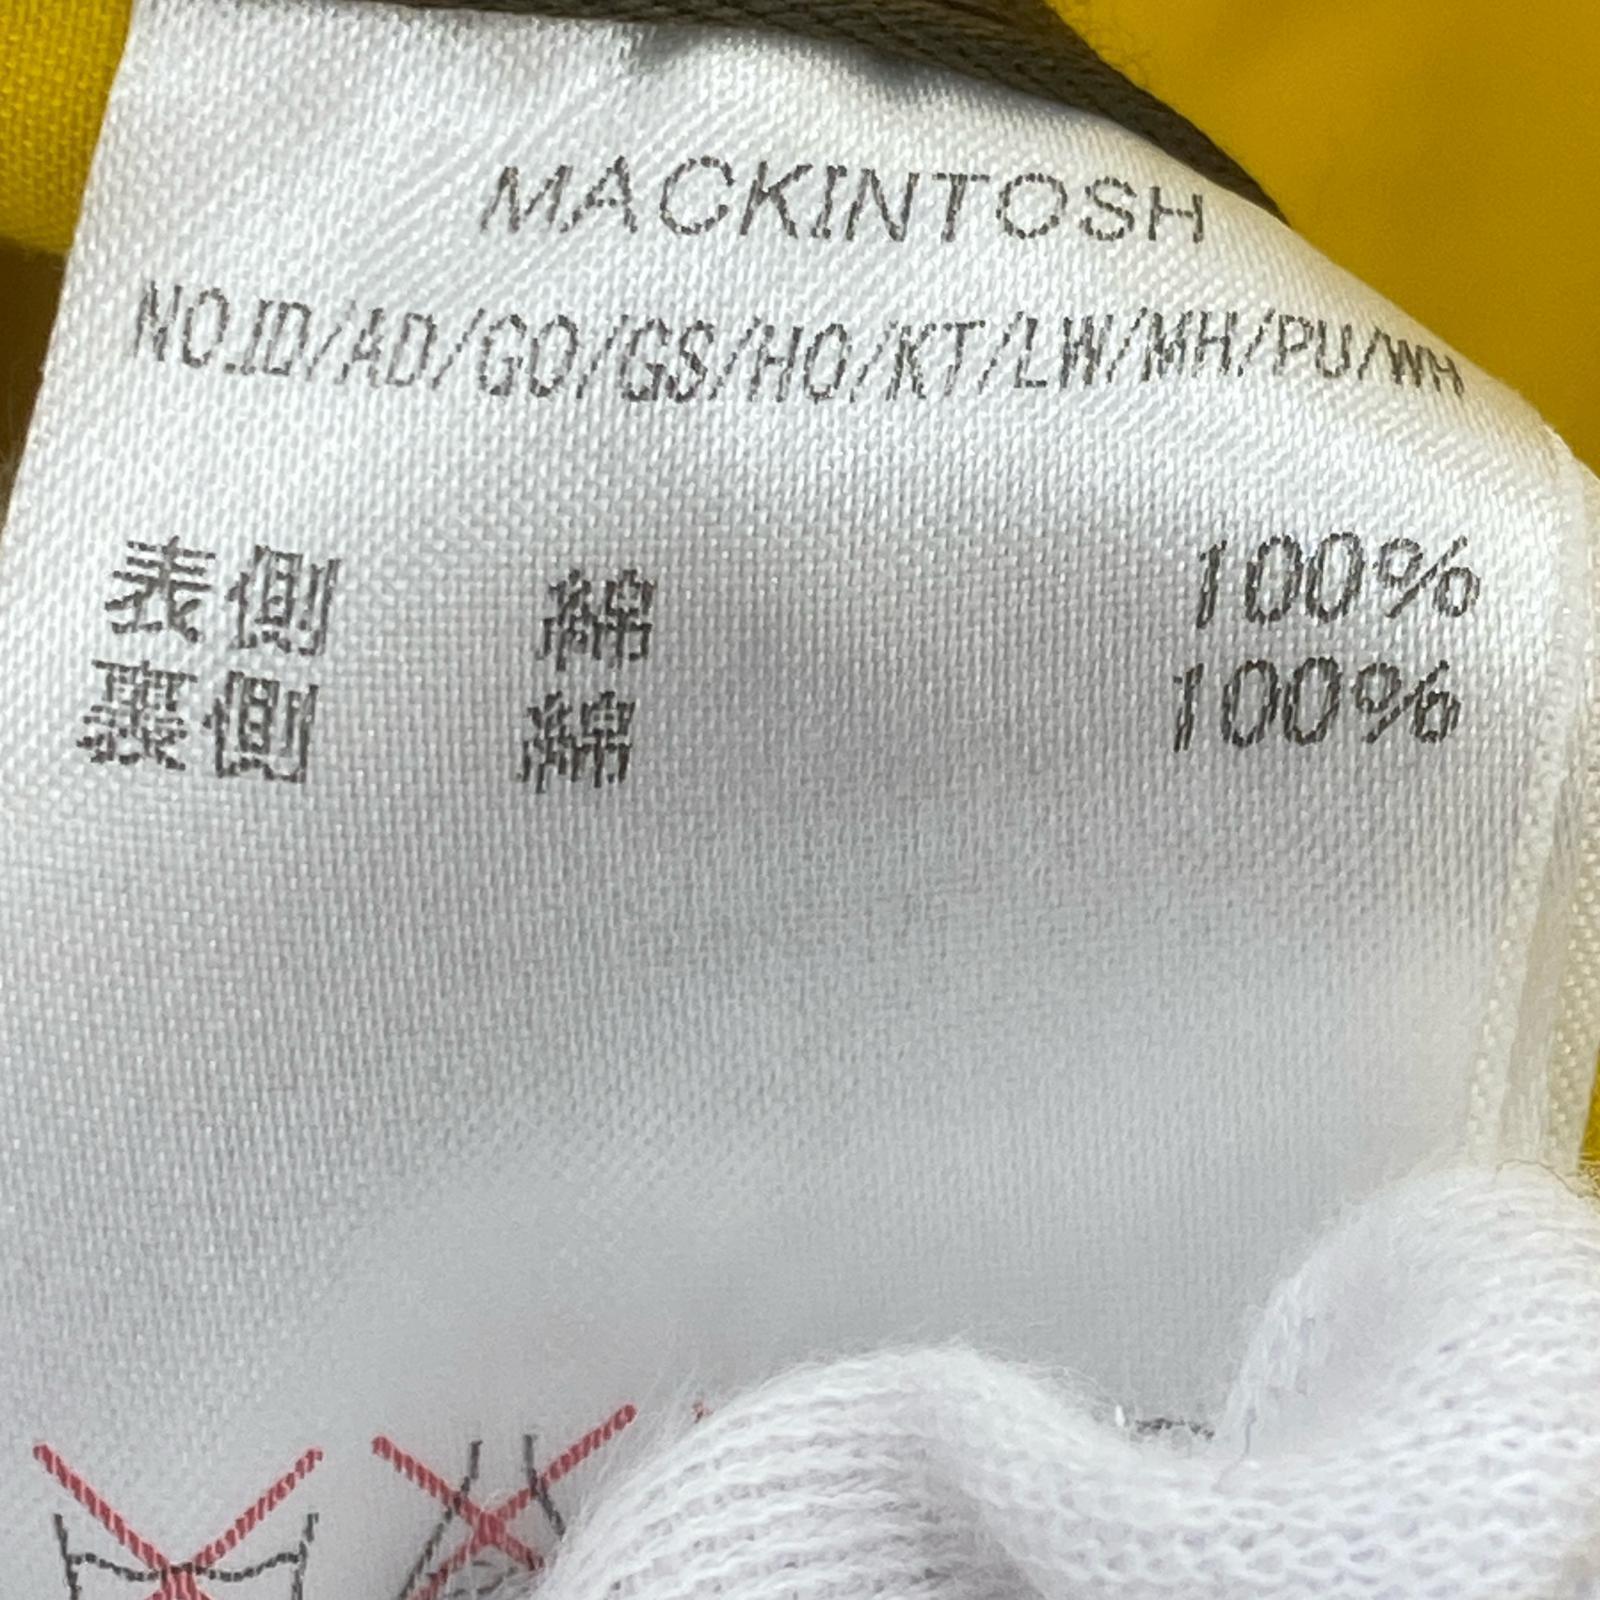 MACKINTOSH
NO.ID/AD/GO/GS/HO/KT/LW/MH/PU/WH
表側 綿 100%
裏側 綿 100%